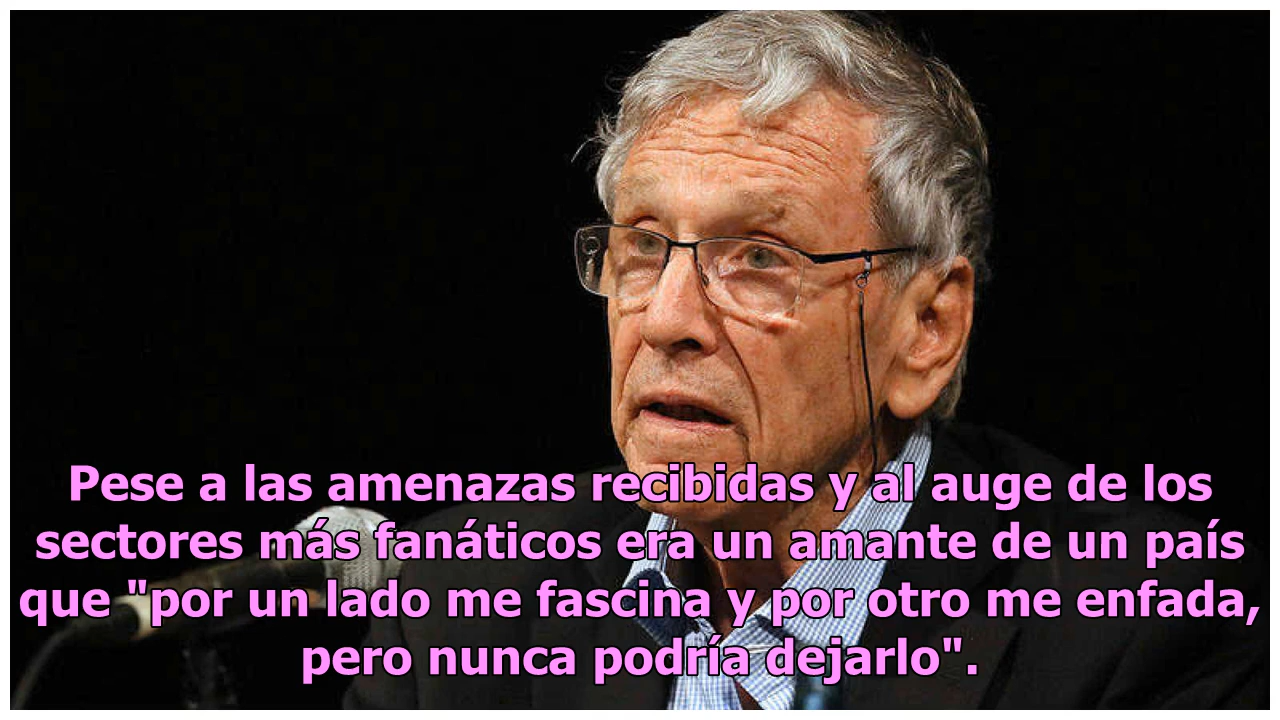 Pese a las amenazas recibidas y al auge de los
sectores más fanáticos era un amante de un país
que "por un lado me fascina y por otro me enfada,
pero nunca podría dejarlo".